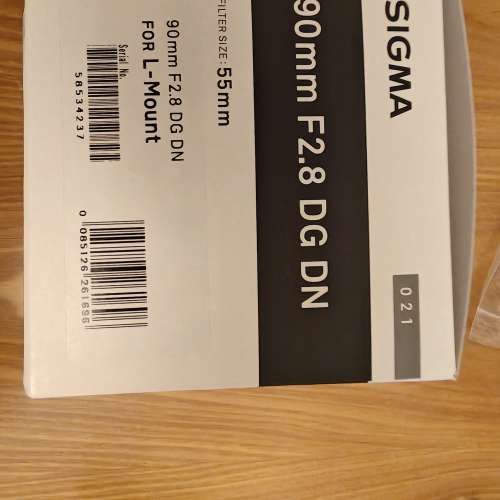 SIGMA
021
90mm F2.8 DG DN
FILTER SIZE : 55mm
90mm F2.8 DG DN
FOR L-Mount
Serial No.
58534237
0 085126 261696